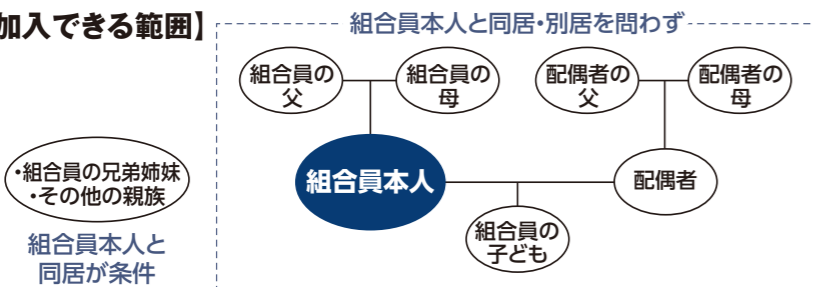 加入できる範囲】
組合員本人と同居・別居を問わず
組合員の
父
組合員の
母
配偶者の
父
配偶者の
母
・組合員の兄弟姉妹
・その他の親族
組合員本人
配偶者
組合員の
子ども
組合員本人と
同居が条件